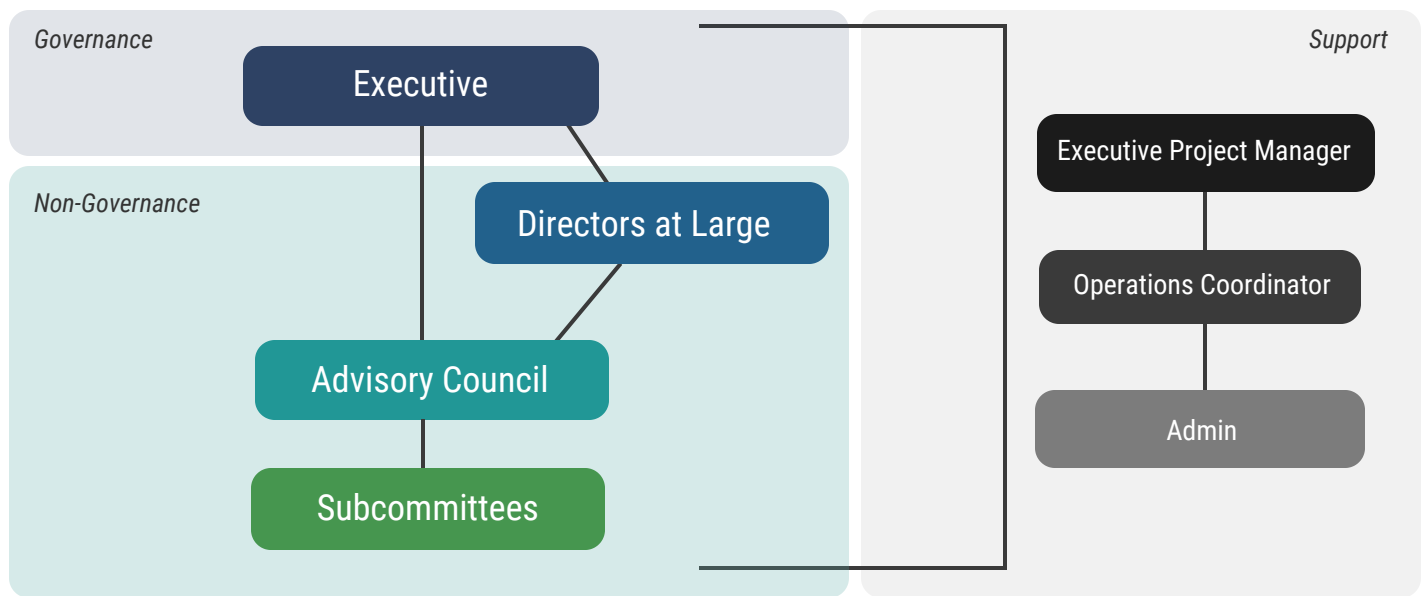 Governance
Executive
Non-Governance
Directors at Large
Advisory Council
Subcommittees
Support
Executive Project Manager
Operations Coordinator
Admin